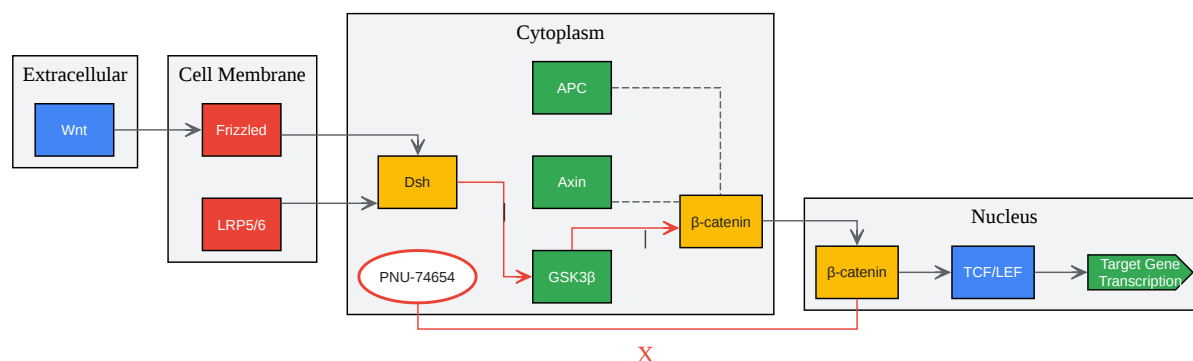 Extracellular
Wnt
Cell Membrane
Frizzled
LRP5/6
Cytoplasm
APC
Dsh
Axin
β-catenin
PNU-74654
GSK3β
|
|
Nucleus
β-catenin
TCF/LEF
Target Gene
Transcription
X